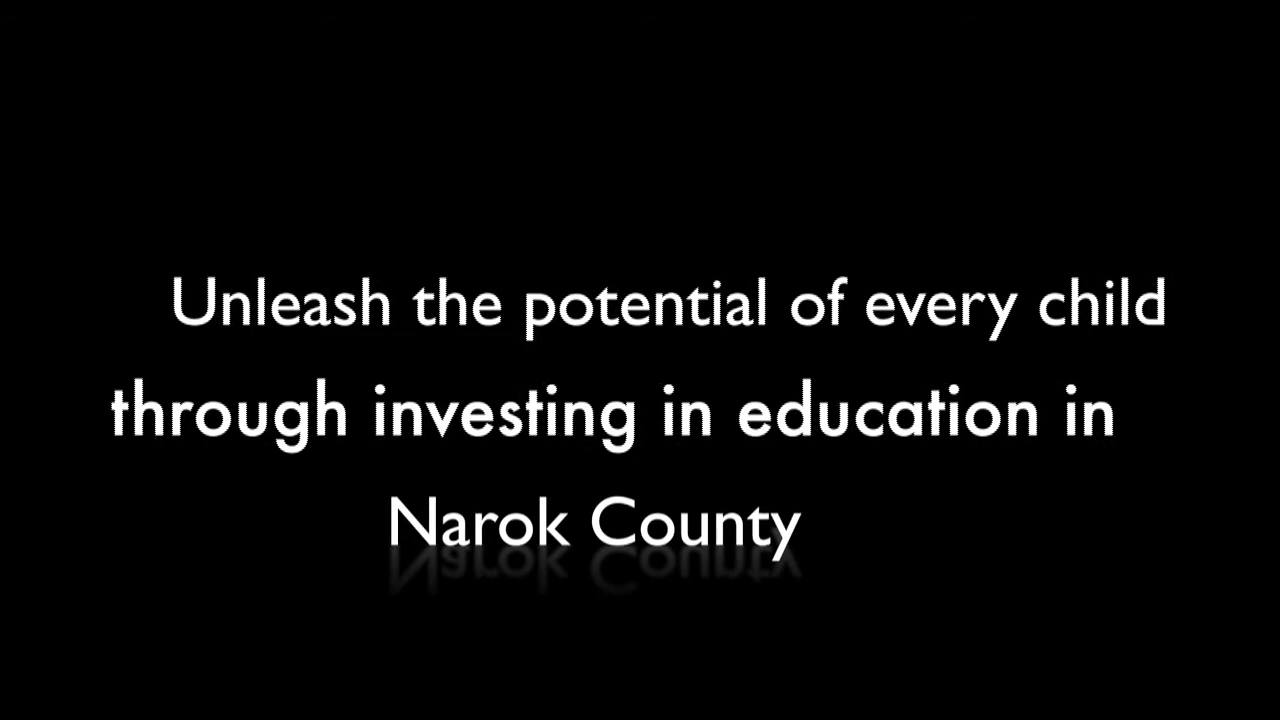 Unleash the potential of every child
through investing in education in
Narok County